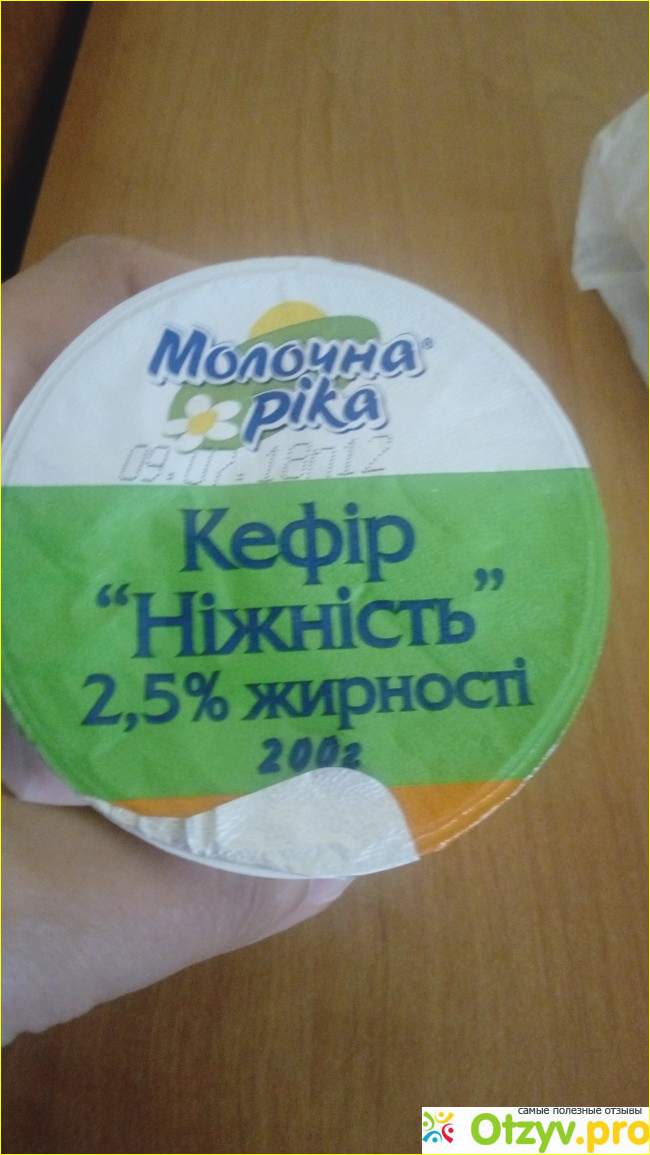 Молочна®
ріка
09.07.18п12
Кефір
“Ніжність”
2,5% жирності
200г
самые полезные отзывы
Otzyv.pro